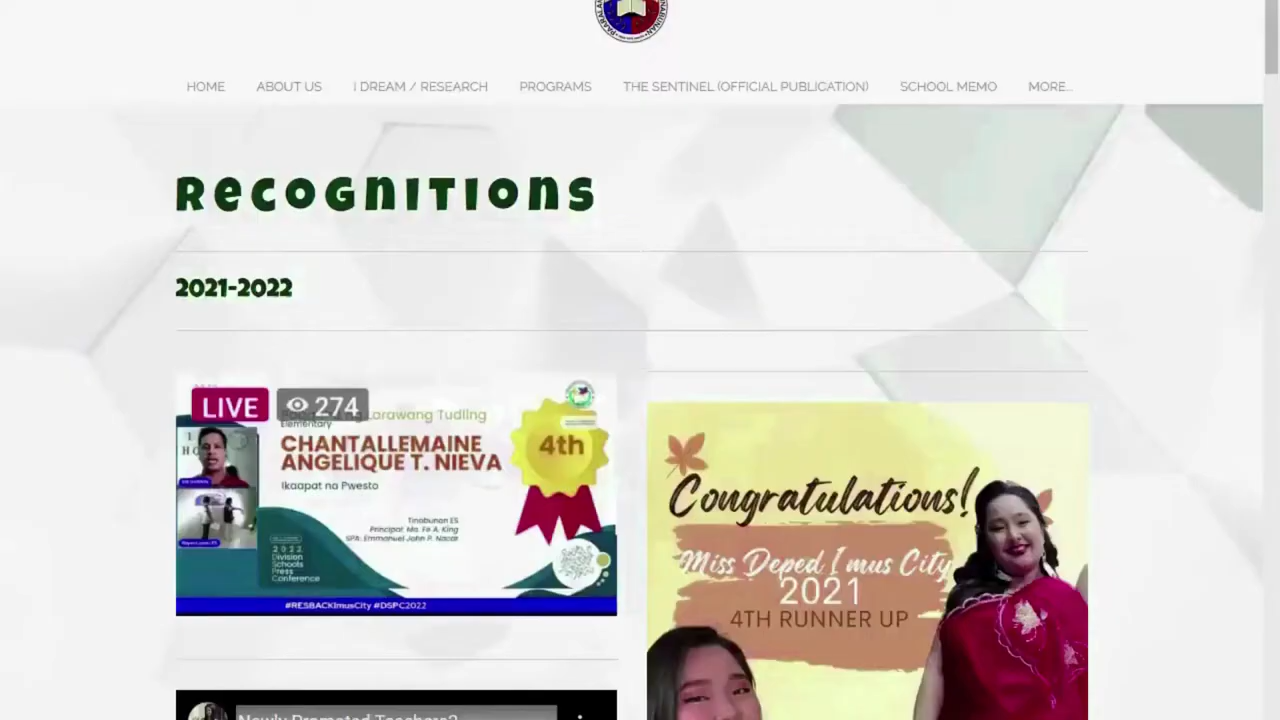 HOME ABOUT US I DREAM / RESEARCH PROGRAMS THE SENTINEL (OFFICIAL PUBLICATION) SCHOOL MEMO MORE...
Recognitions
2021-2022
LIVE 274
Larawang Tudling
Elementary
CHANTALLEMAINE
ANGELIQUE T. NIEVA
Ikaapat na Pwesto
4th
Tinabunan ES
Principal: Ma. Fe A. King
SPA: Emmanuel John P. Nacar
2022
Division
Schools
Press
Conference
#RESBACKImusCity #DSPC2022
Newly Promoted Teachers?
Congratulations!
Miss Deped Imus City
2021
4TH RUNNER UP